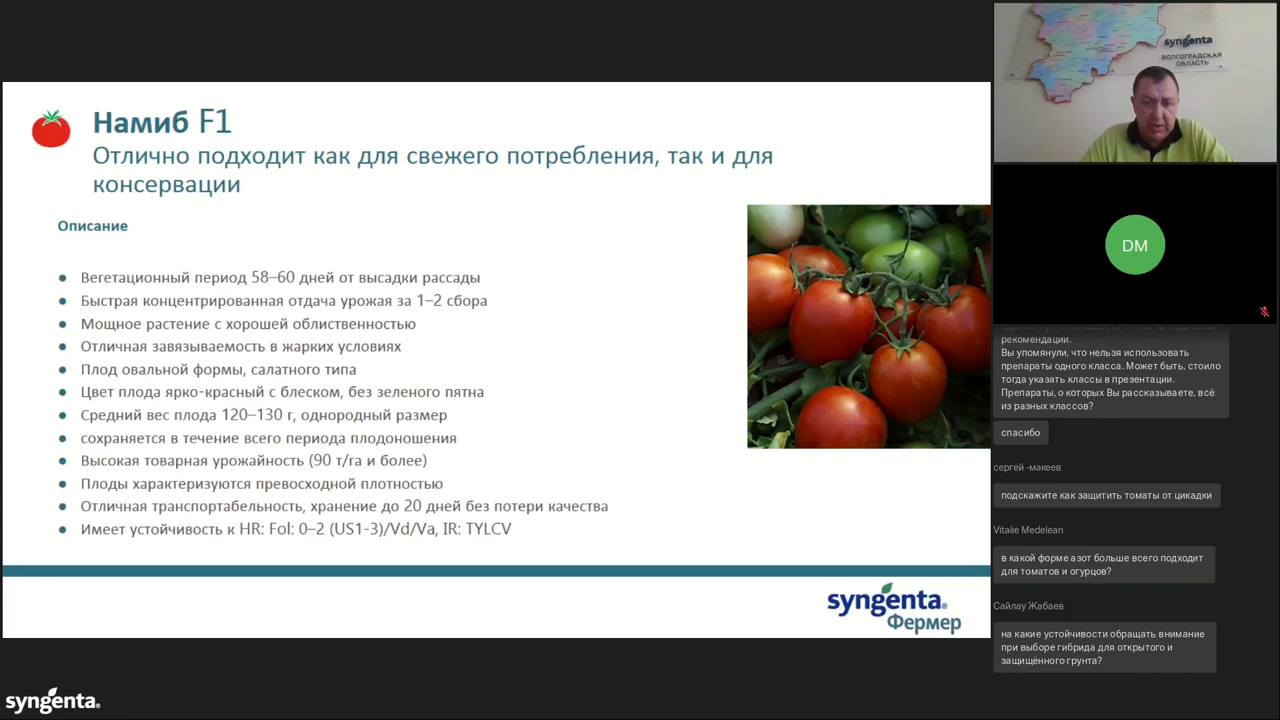 Намиб F1
Отлично подходит как для свежего потребления, так и для
консервации
Описание
Вегетационный период 58–60 дней от высадки рассады
Быстрая концентрированная отдача урожая за 1–2 сбора
Мощное растение с хорошей облиственностью
Отличная завязываемость в жарких условиях
Плод овальной формы, салатного типа
Цвет плода ярко-красный с блеском, без зеленого пятна
Средний вес плода 120–130 г, однородный размер
сохраняется в течение всего периода плодоношения
Высокая товарная урожайность (90 т/га и более)
Плоды характеризуются превосходной плотностью
Отличная транспортабельность, хранение до 20 дней без потери качества
Имеет устойчивость к HR: Fol: 0–2 (US1-3)/Vd/Va, IR: TYLCV
syngenta®
Фермер
syngenta®
syngenta
ВОЛГОГРАДСКАЯ
ОБЛАСТЬ
DM
рекомендации.
Вы упомянули, что нельзя использовать
препараты одного класса. Может быть, стоило
тогда указать классы в презентации.
Препараты, о которых Вы рассказываете, всё
из разных классов?
спасибо
сергей -макеев
подскажите как защитить томаты от цикадки
Vitalie Medelean
в какой форме азот больше всего подходит
для томатов и огурцов?
Сайлау Жабаев
на какие устойчивости обращать внимание
при выборе гибрида для открытого и
защищённого грунта?